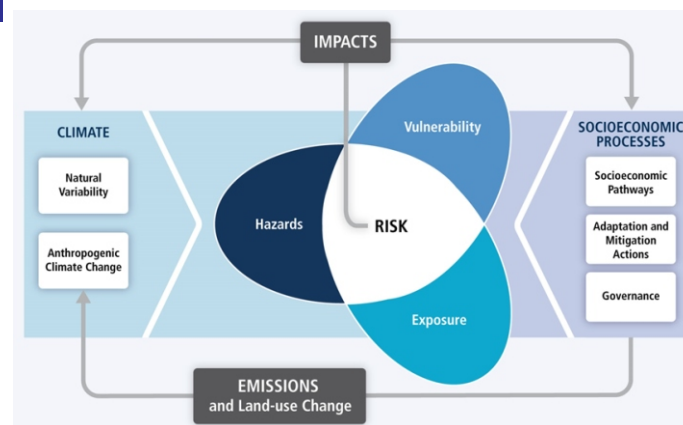 IMPACTS
CLIMATE
Natural
Variability
Anthropogenic
Climate Change
Vulnerability
Hazards
RISK
Exposure
SOCIOECONOMIC
PROCESSES
Socioeconomic
Pathways
Adaptation and
Mitigation
Actions
Governance
EMISSIONS
and Land-use Change